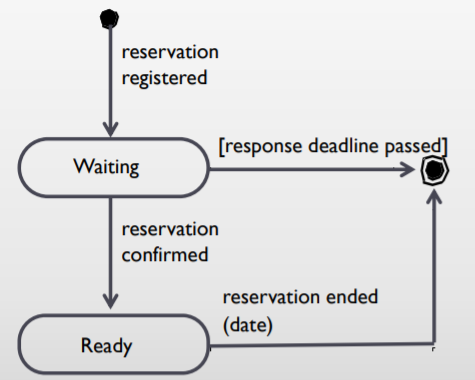 reservation
registered
[response deadline passed]
Waiting
reservation
confirmed
reservation ended
(date)
Ready